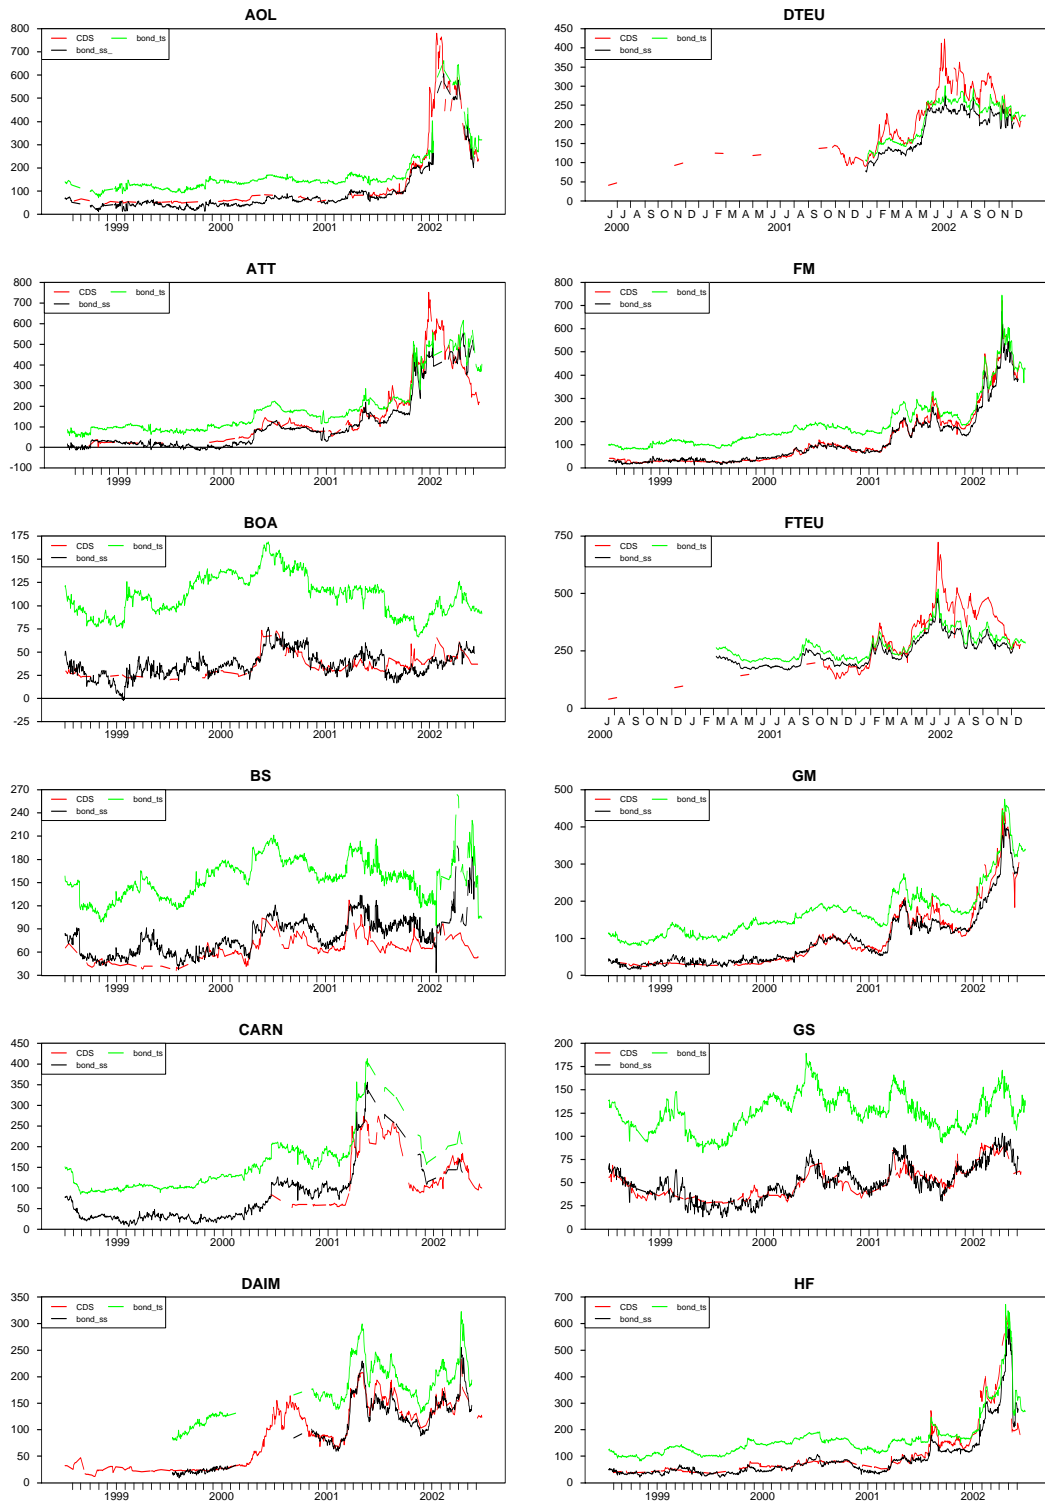 AOL
800
700
600
500
400
300
200
100
0
CDS bond_ts
bond_ss_
1999 2000 2001 2002
DTEU
450
400
350
300
250
200
150
100
50
0
CDS bond_ts
bond_ss
J J A S O N D J F M A M J J A S O N D J F M A M J J A S O N D
2000 2001 2002
ATT
800
700
600
500
400
300
200
100
0
-100
CDS bond_ts
bond_ss
1999 2000 2001 2002
FM
800
700
600
500
400
300
200
100
0
CDS bond_ts
bond_ss
1999 2000 2001 2002
BOA
175
150
125
100
75
50
25
0
-25
CDS bond_ts
bond_ss
1999 2000 2001 2002
FTEU
750
500
250
0
CDS bond_ts
bond_ss
J A S O N D J F M A M J J A S O N D J F M A M J J A S O N D
2000 2001 2002
BS
270
240
210
180
150
120
90
60
30
CDS bond_ts
bond_ss
1999 2000 2001 2002
GM
500
400
300
200
100
0
CDS bond_ts
bond_ss
1999 2000 2001 2002
CARN
450
400
350
300
250
200
150
100
50
0
CDS bond_ts
bond_ss
1999 2000 2001 2002
GS
200
175
150
125
100
75
50
25
0
CDS bond_ts
bond_ss
1999 2000 2001 2002
DAIM
350
300
250
200
150
100
50
0
CDS bond_ts
bond_ss
1999 2000 2001 2002
HF
700
600
500
400
300
200
100
0
CDS bond_ts
bond_ss
1999 2000 2001 2002